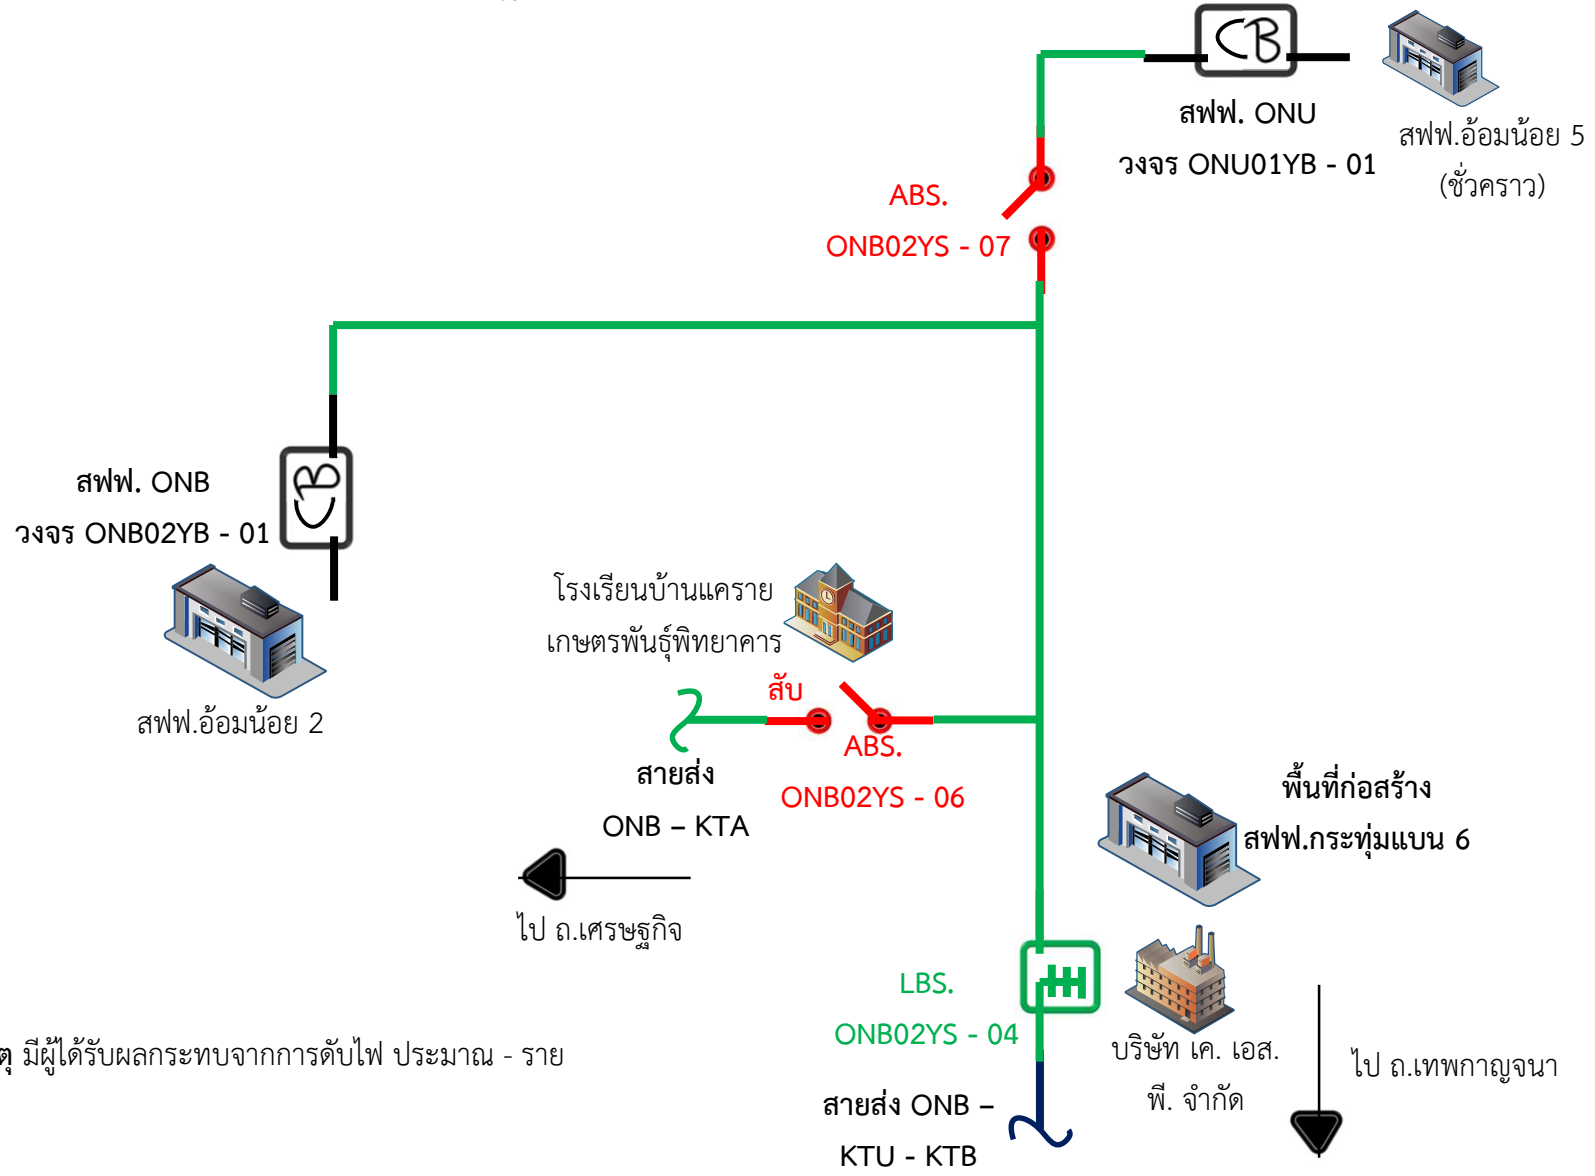 CB
สฟฟ. ONU
วงจร ONU01YB - 01
สฟฟ.อ้อมน้อย 5
(ชั่วคราว)
ABS.
ONB02YS - 07
สฟฟ. ONB
วงจร ONB02YB - 01
CB
สฟฟ.อ้อมน้อย 2
โรงเรียนบ้านแคราย
เกษตรพันธุ์พิทยาคาร
สับ
ABS.
ONB02YS - 06
สายส่ง
ONB – KTA
ไป ถ.เศรษฐกิจ
พื้นที่ก่อสร้าง
สฟฟ.กระทุ่มแบน 6
LBS.
ONB02YS - 04
บริษัท เค. เอส.
พี. จำกัด
ไป ถ.เทพกาญจนา
ตุ มีผู้ได้รับผลกระทบจากการดับไฟ ประมาณ - ราย
สายส่ง ONB –
KTU - KTB